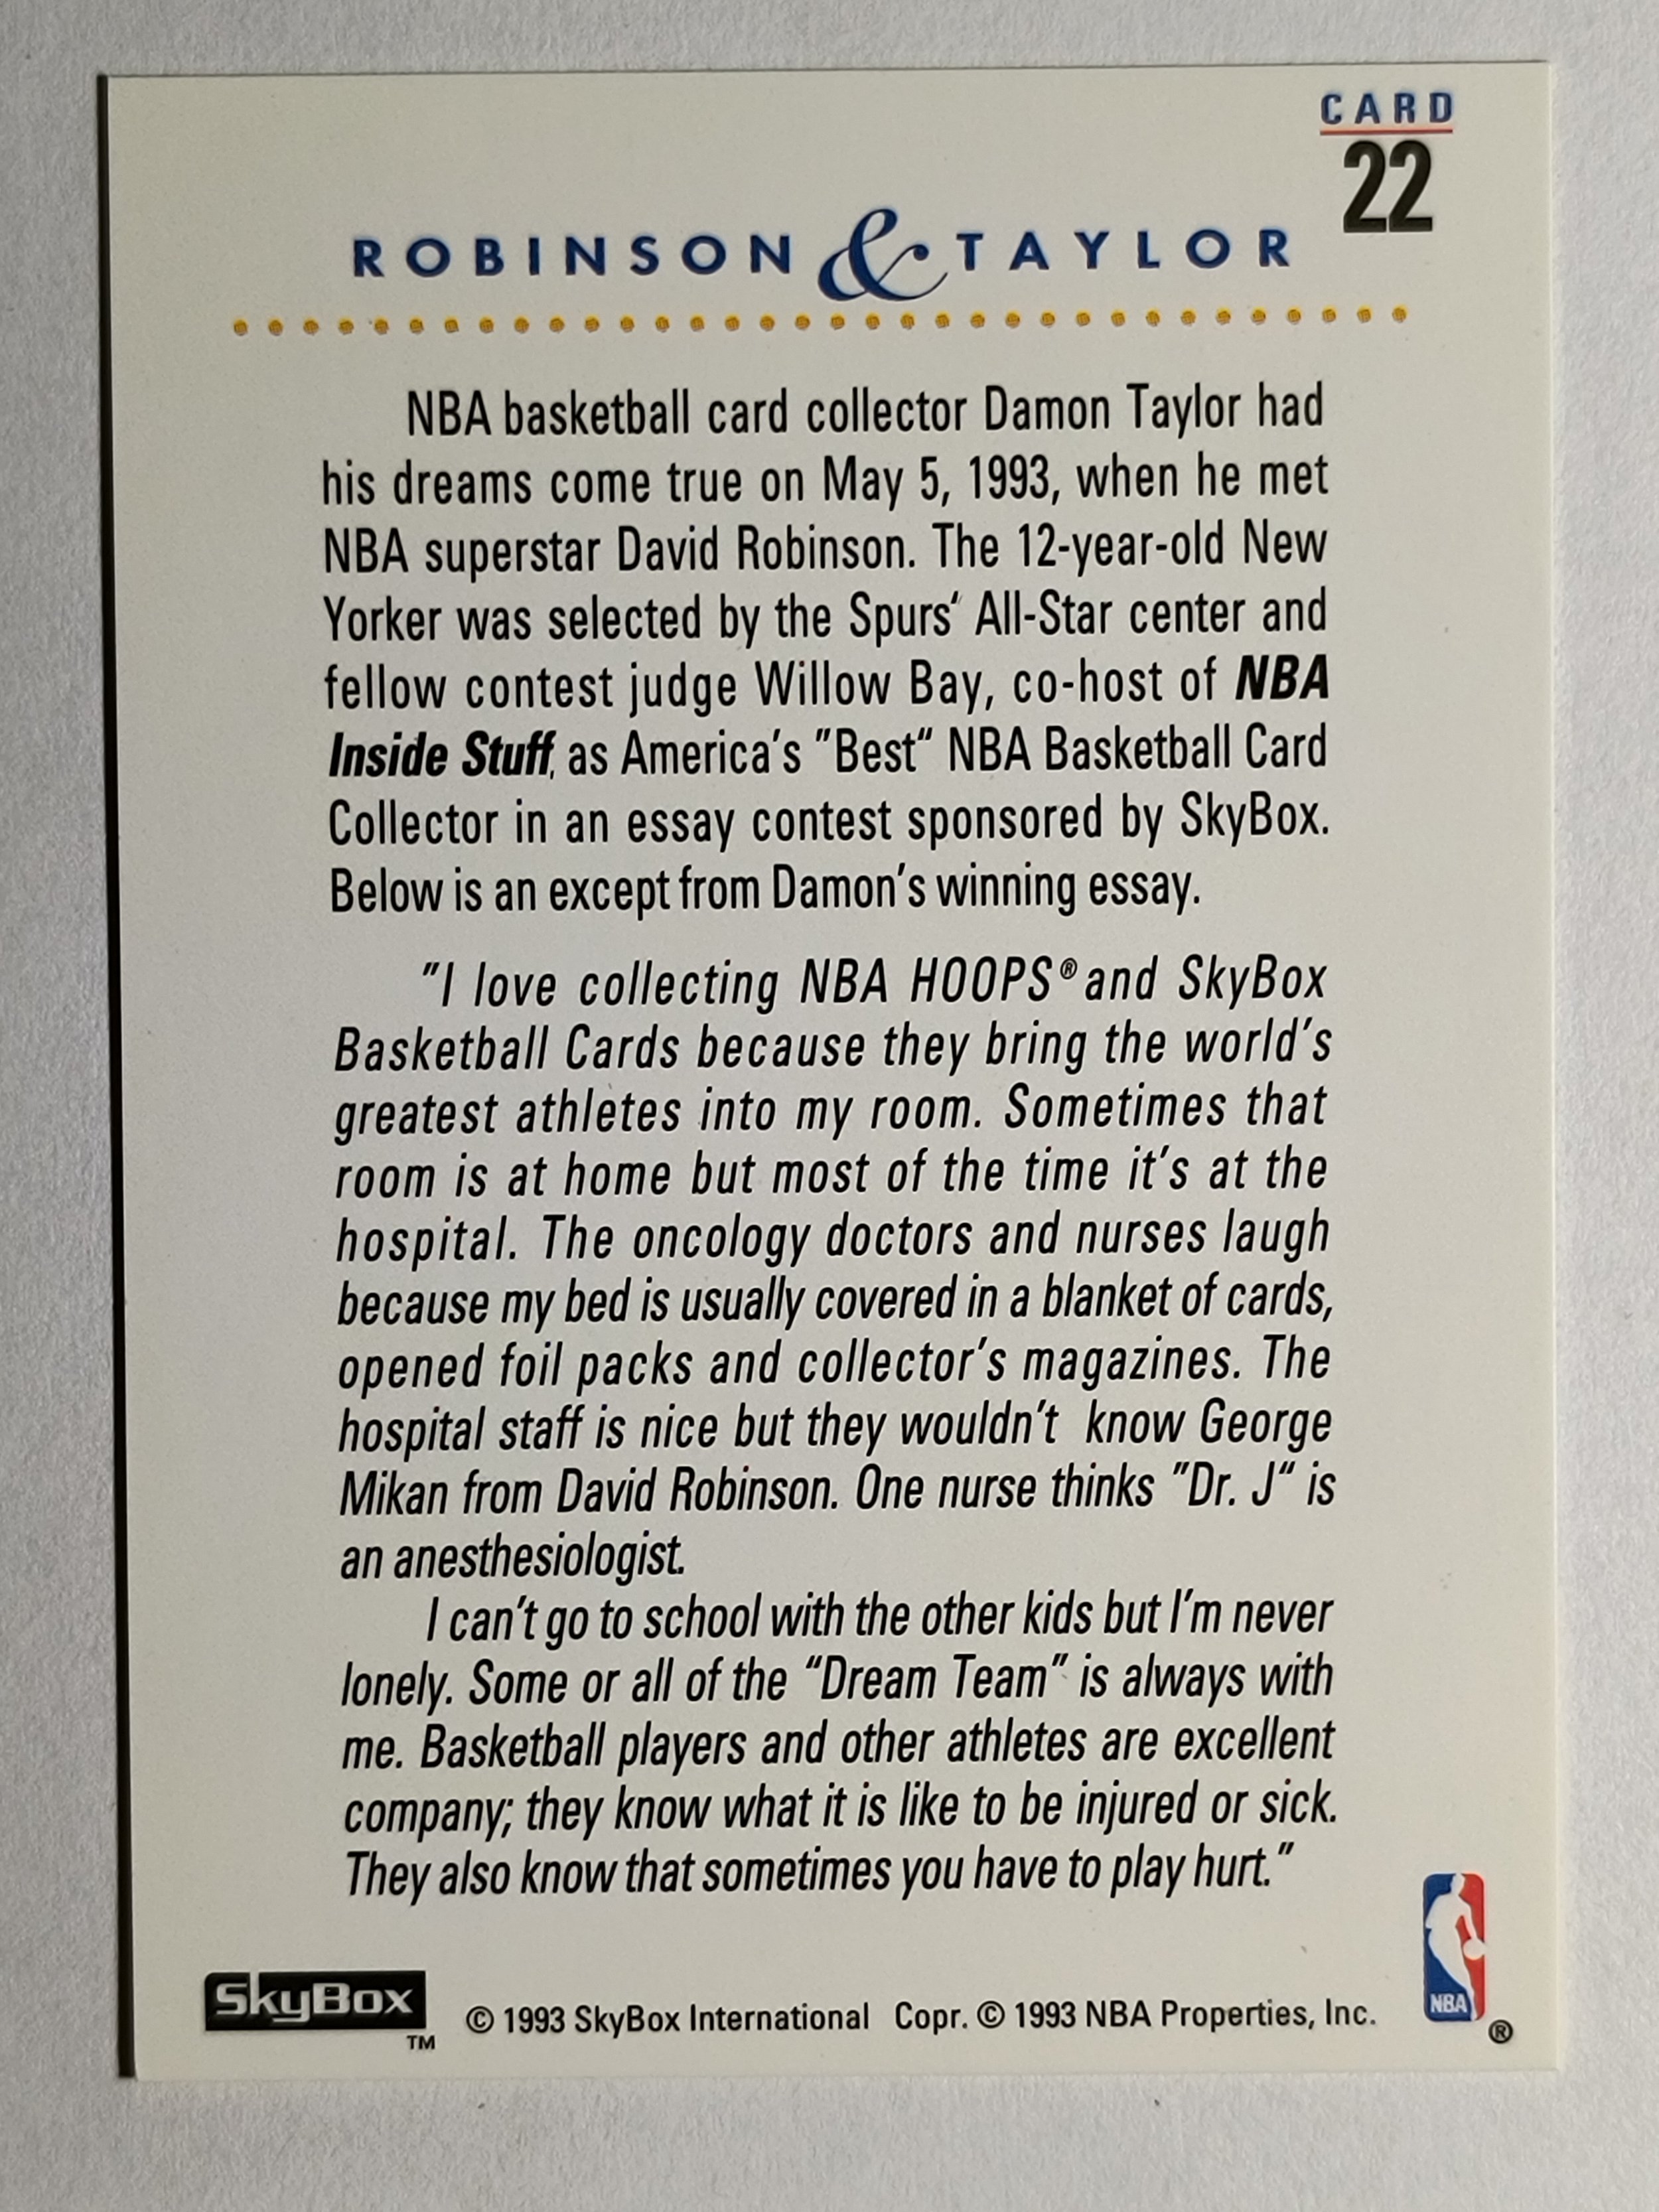 CARD
22
ROBINSON & TAYLOR
NBA basketball card collector Damon Taylor had
his dreams come true on May 5, 1993, when he met
NBA superstar David Robinson. The 12-year-old New
Yorker was selected by the Spurs‘ All-Star center and
fellow contest judge Willow Bay, co-host of NBA
Inside Stuff, as America’s ”Best“ NBA Basketball Card
Collector in an essay contest sponsored by SkyBox.
Below is an except from Damon’s winning essay.
”I love collecting NBA HOOPS® and SkyBox
Basketball Cards because they bring the world’s
greatest athletes into my room. Sometimes that
room is at home but most of the time it’s at the
hospital. The oncology doctors and nurses laugh
because my bed is usually covered in a blanket of cards,
opened foil packs and collector’s magazines. The
hospital staff is nice but they wouldn’t know George
Mikan from David Robinson. One nurse thinks ”Dr. J“ is
an anesthesiologist.
I can’t go to school with the other kids but I’m never
lonely. Some or all of the “Dream Team” is always with
me. Basketball players and other athletes are excellent
company; they know what it is like to be injured or sick.
They also know that sometimes you have to play hurt.”
SkyBox
TM
© 1993 SkyBox International Copr. © 1993 NBA Properties, Inc.
NBA
®